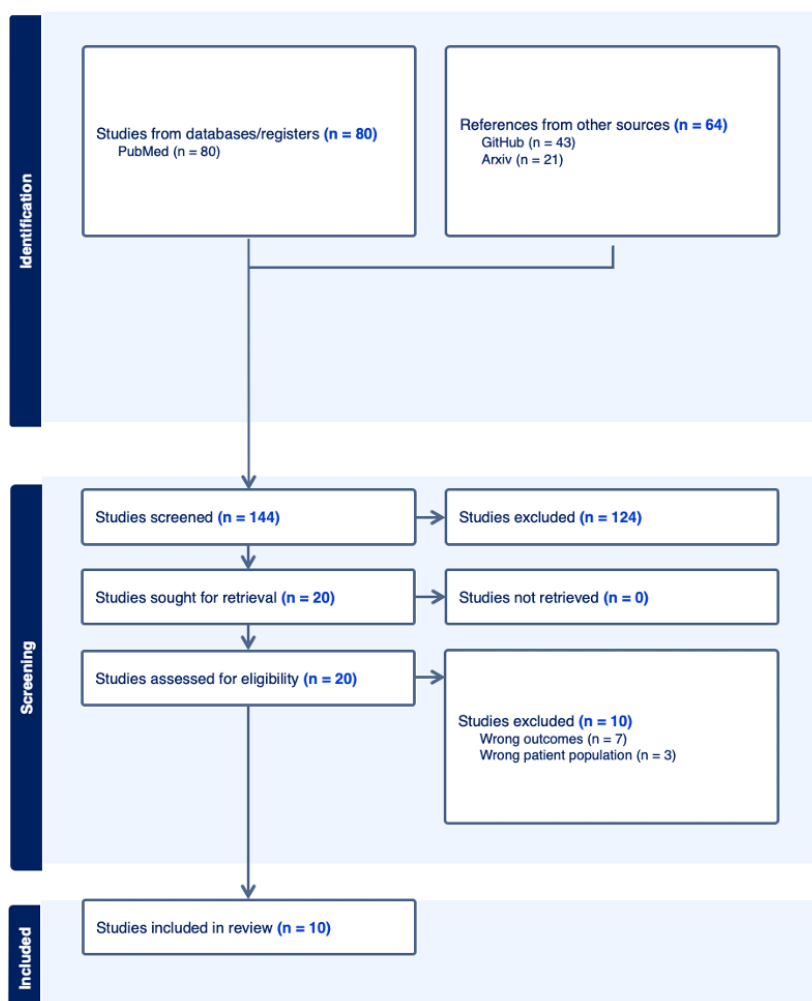 Identification
Studies from databases/registers (n = 80)
PubMed (n = 80)
References from other sources (n = 64)
GitHub (n = 43)
Arxiv (n = 21)
Screening
Studies screened (n = 144)
Studies excluded (n = 124)
Studies sought for retrieval (n = 20)
Studies not retrieved (n = 0)
Studies assessed for eligibility (n = 20)
Studies excluded (n = 10)
Wrong outcomes (n = 7)
Wrong patient population (n = 3)
Included
Studies included in review (n = 10)